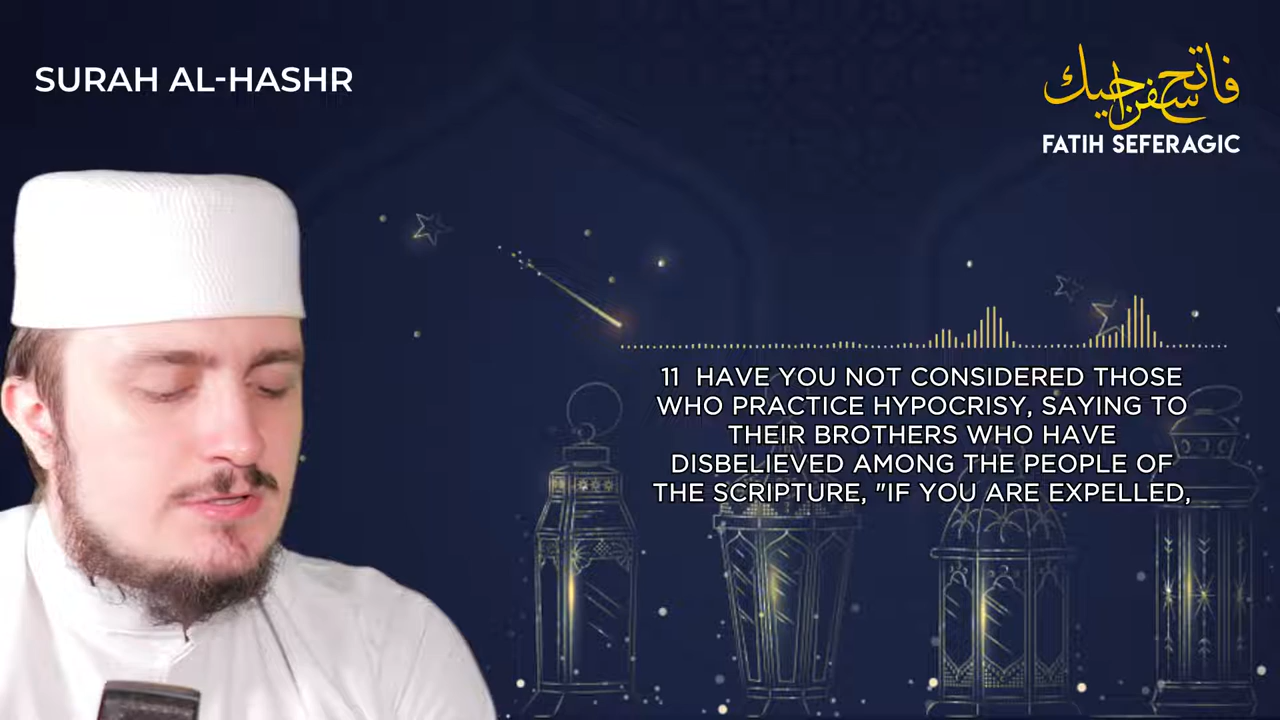 SURAH AL-HASHR
فاتح سفراجيك
FATIH SEFERAGIC
11 HAVE YOU NOT CONSIDERED THOSE
WHO PRACTICE HYPOCRISY, SAYING TO
THEIR BROTHERS WHO HAVE
DISBELIEVED AMONG THE PEOPLE OF
THE SCRIPTURE, "IF YOU ARE EXPELLED,